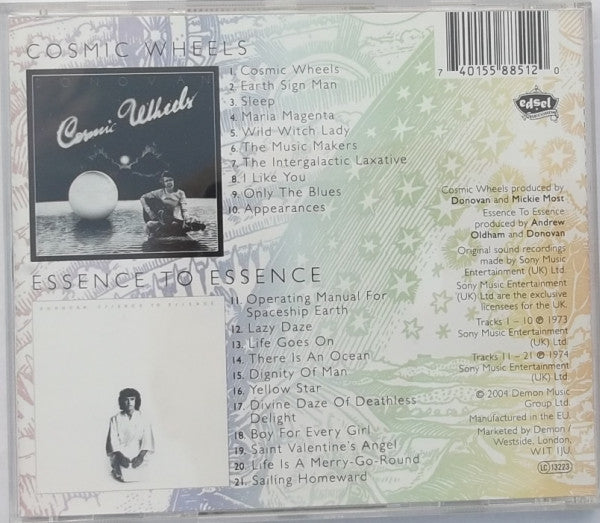 COSMIC WHEELS
DONOVAN
Cosmic Wheels
1. Cosmic Wheels
2. Earth Sign Man
3. Sleep
4. Maria Magenta
5. Wild Witch Lady
6. The Music Makers
7. The Intergalactic Laxative
8. I Like You
9. Only The Blues
10. Appearances
ESSENCE TO ESSENCE
DONOVAN ESSENCE TO ESSENCE
11. Operating Manual For
Spaceship Earth
12. Lazy Daze
13. Life Goes On
14. There Is An Ocean
15. Dignity Of Man
16. Yellow Star
17. Divine Daze Of Deathless
Delight
18. Boy For Every Girl
19. Saint Valentine's Angel
20. Life Is A Merry-Go-Round
21. Sailing Homeward
7 40155 88512 0
edsel
Cosmic Wheels produced by
Donovan and Mickie Most
Essence To Essence
produced by Andrew
Oldham and Donovan
Original sound recordings
made by Sony Music
Entertainment (UK) Ltd.
Sony Music Entertainment
(UK) Ltd are the exclusive
licensees for the UK.
Tracks 1 - 10 ℗ 1973
Sony Music Entertainment
(UK) Ltd.
Tracks 11 - 21 ℗ 1974
Sony Music Entertainment
(UK) Ltd.
© 2004 Demon Music
Group Ltd.
Manufactured in the EU.
Marketed by Demon /
Westside, London,
W1T 1JU.
LC 13223